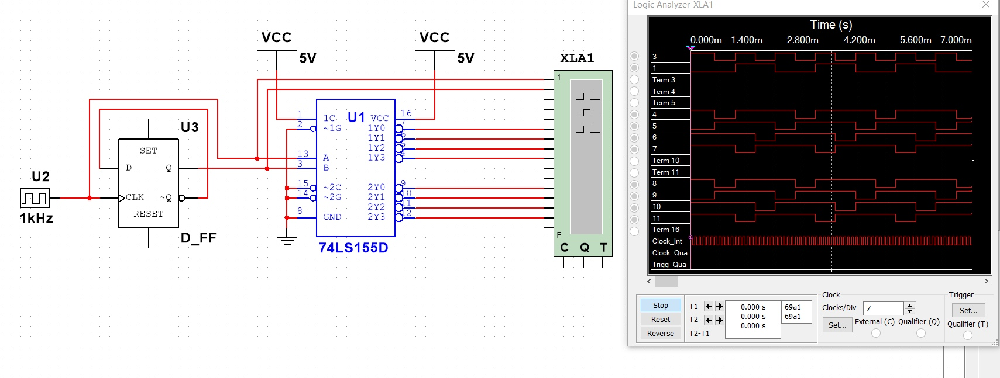 VCC
5V
VCC
5V
XLA1
1
F
C Q T
U1
74LS155D
1 1C
2 ~1G
13 A
3 B
15 ~2C
14 ~2G
8 GND
VCC 16
1Y0 7
1Y1 6
1Y2 5
1Y3 4
2Y0 9
2Y1 10
2Y2 11
2Y3 12
U3
SET
D Q
CLK ~Q
RESET
D_FF
U2
1kHz
Logic Analyzer-XLA1
Time (s)
0.000m 1.400m 2.800m 4.200m 5.600m 7.000m
3
1
Term 3
Term 4
Term 5
4
5
6
7
Term 10
Term 11
8
9
10
11
Term 16
Clock_Int
Clock_Qua
Trigg_Qua
Stop
Reset
Reverse
T1 0.000 s 69a1
T2 0.000 s 69a1
T2-T1 0.000 s
Clock
Clocks/Div 7
Set... External (C) Qualifier (Q)
Trigger
Set...
Qualifier (T)